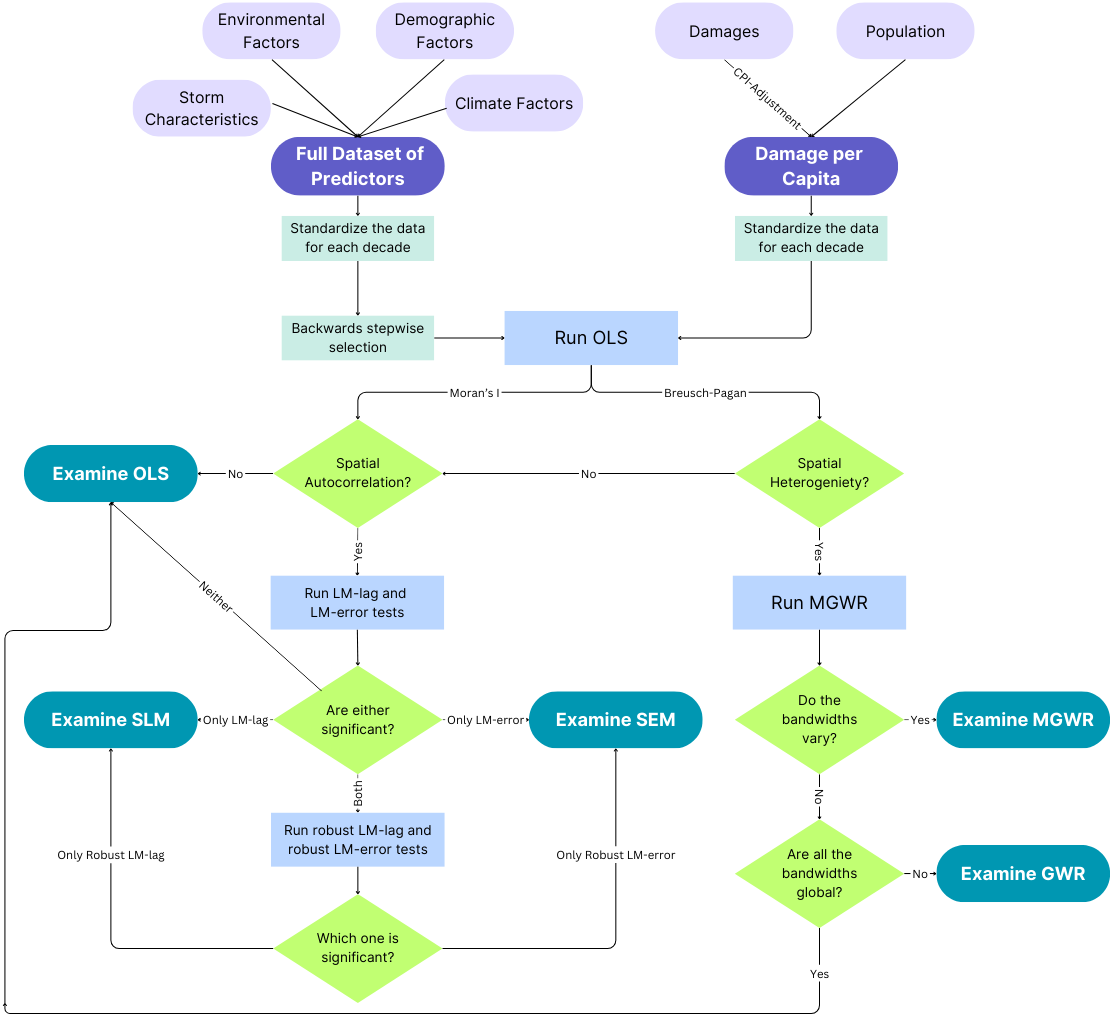 Environmental
Factors
Demographic
Factors
Damages
Population
Storm
Characteristics
Climate Factors
CPI-Adjustment
Full Dataset of
Predictors
Damage per
Capita
Standardize the data
for each decade
Standardize the data
for each decade
Backwards stepwise
selection
Run OLS
Moran's I
Breusch-Pagan
Examine OLS
No
Spatial
Autocorrelation?
No
Spatial
Heterogeniety?
Yes
Yes
Neither
Run LM-lag and
LM-error tests
Run MGWR
Examine SLM
Only LM-lag
Are either
significant?
Only LM-error
Examine SEM
Do the
bandwidths
vary?
Yes
Examine MGWR
Both
No
Run robust LM-lag and
robust LM-error tests
Only Robust LM-lag
Only Robust LM-error
Are all the
bandwidths
global?
No
Examine GWR
Which one is
significant?
Yes